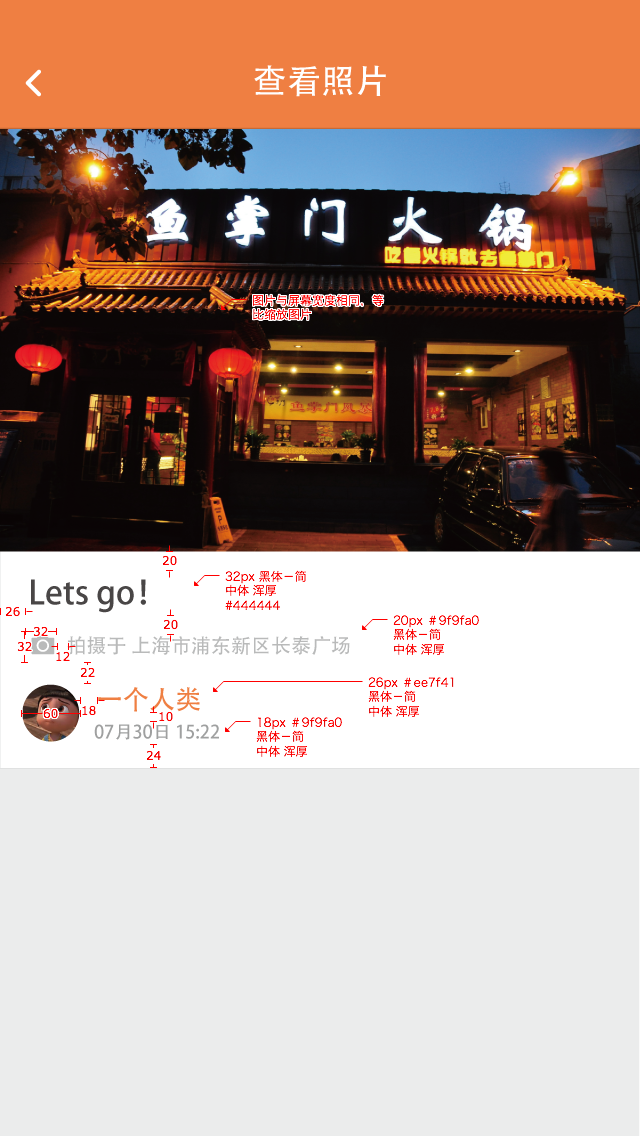 查看照片
鱼掌门火锅
吃鱼火锅就去鱼掌门
图片与屏幕宽度相同，等
比缩放图片
鱼掌门火锅
20
Lets go!
32px 黑体－简
中体 浑厚
#444444
26
20
20px #9f9fa0
黑体－简
中体 浑厚
32
32
12
拍摄于 上海市浦东新区长泰广场
22
一个人类
26px #ee7f41
黑体－简
中体 浑厚
60
18
10
07月30日 15:22
18px #9f9fa0
黑体－简
中体 浑厚
24